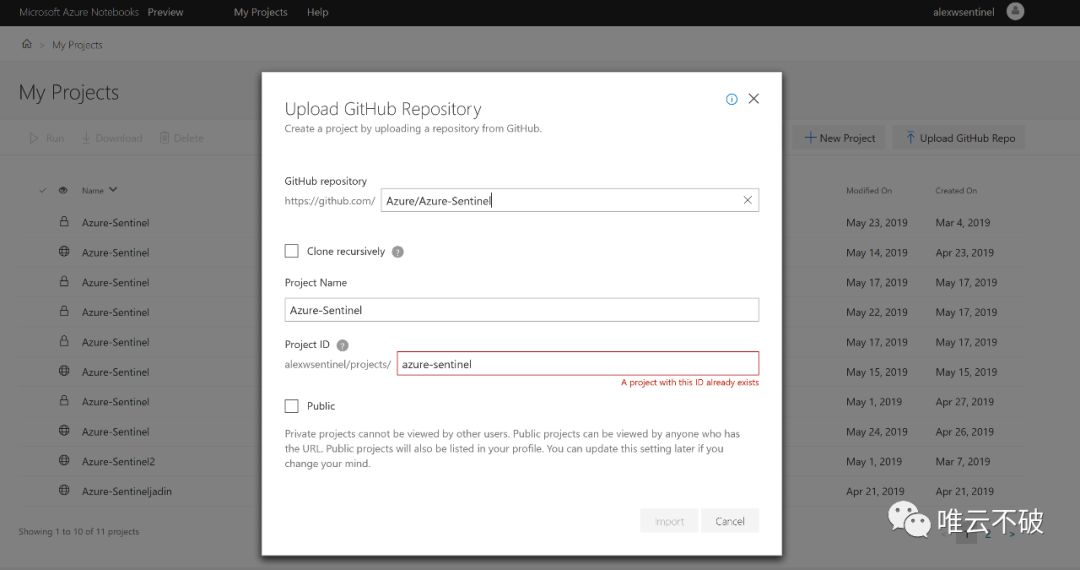 Microsoft Azure Notebooks Preview My Projects Help alexwsentinel
> My Projects
My Projects
Run Download Delete New Project Upload GitHub Repo
Upload GitHub Repository
Create a project by uploading a repository from GitHub.
GitHub repository
https://github.com/ Azure/Azure-Sentinel
Clone recursively ?
Project Name
Azure-Sentinel
Project ID ?
alexwsentinel/projects/ azure-sentinel
A project with this ID already exists
Public
Private projects cannot be viewed by other users. Public projects can be viewed by anyone who has
the URL. Public projects will also be listed in your profile. You can update this setting later if you
change your mind.
Import Cancel
Name Modified On Created On
Azure-Sentinel May 23, 2019 Mar 4, 2019
Azure-Sentinel May 14, 2019 Apr 23, 2019
Azure-Sentinel May 17, 2019 May 17, 2019
Azure-Sentinel May 22, 2019 May 17, 2019
Azure-Sentinel May 17, 2019 May 17, 2019
Azure-Sentinel May 15, 2019 May 15, 2019
Azure-Sentinel May 1, 2019 Apr 27, 2019
Azure-Sentinel May 24, 2019 Apr 26, 2019
Azure-Sentinel2 May 1, 2019 Mar 7, 2019
Azure-Sentineljadin Apr 21, 2019 Apr 21, 2019
Showing 1 to 10 of 11 projects
1 2 >
唯云不破